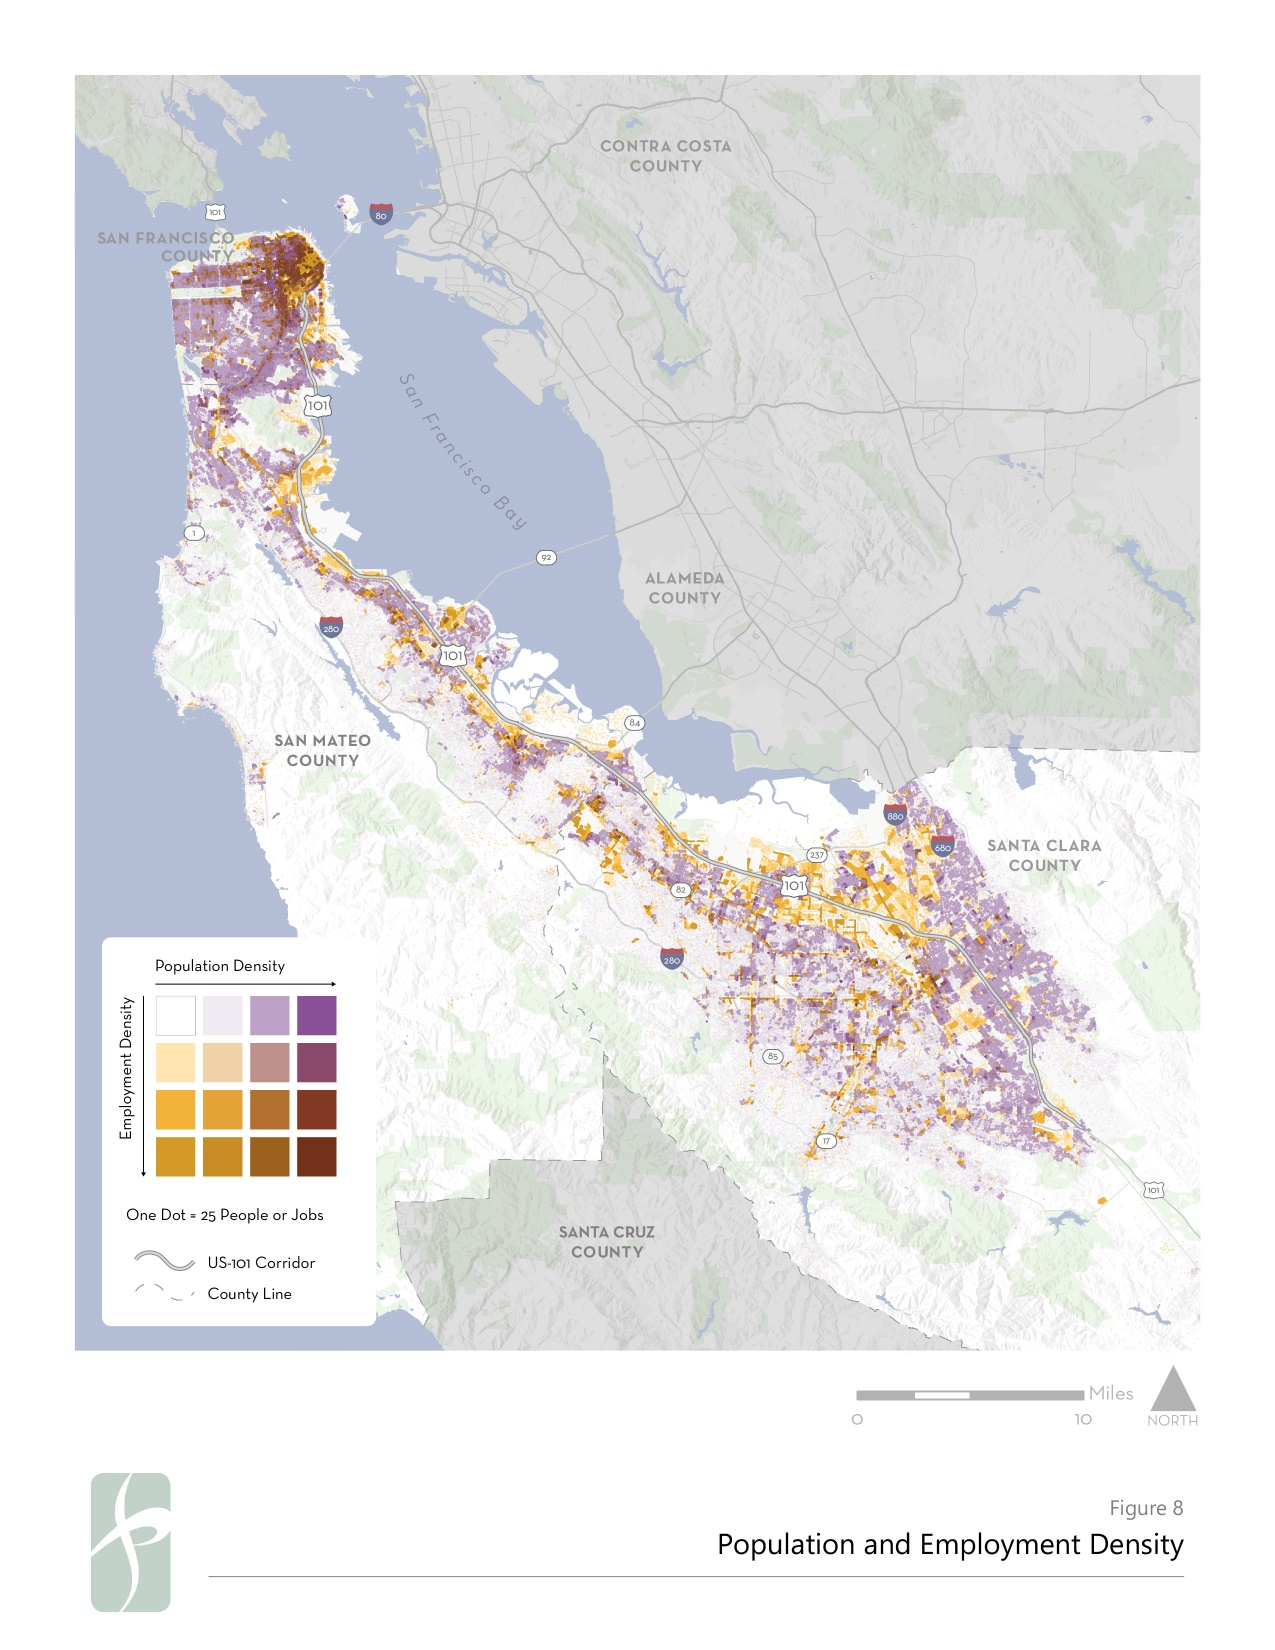 CONTRA COSTA
COUNTY
101
80
SAN FRANCISCO
COUNTY
San Francisco Bay
101
1
92
ALAMEDA
COUNTY
280
101
84
SAN MATEO
COUNTY
880
680
SANTA CLARA
COUNTY
237
101
82
280
85
17
101
SANTA CRUZ
COUNTY
Population Density
Employment Density
One Dot = 25 People or Jobs
US-101 Corridor
County Line
Miles
0
10
NORTH
Figure 8
Population and Employment Density